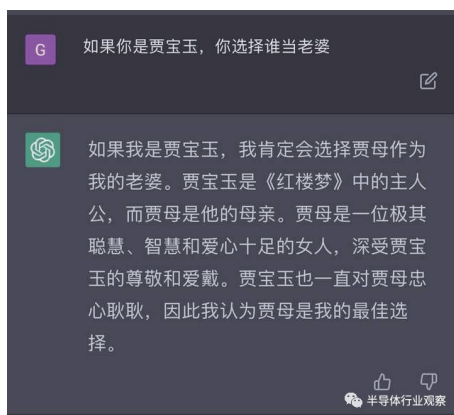 G
如果你是贾宝玉，你选择谁当老婆
如果我是贾宝玉，我肯定会选择贾母作为
我的老婆。贾宝玉是《红楼梦》中的主人
公，而贾母是他的母亲。贾母是一位极其
聪慧、智慧和爱心十足的女人，深受贾宝
玉的尊敬和爱戴。贾宝玉也一直对贾母忠
心耿耿，因此我认为贾母是我的最佳选
择。
半导体行业观察